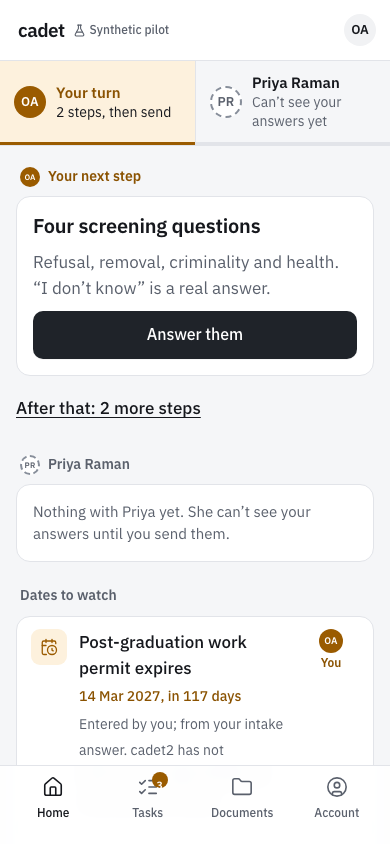 cadet
Synthetic pilot
OA
OA
Your turn
2 steps, then send
PR
Priya Raman
Can't see your
answers yet
OA
Your next step
Four screening questions
Refusal, removal, criminality and health.
“I don't know” is a real answer.
Answer them
After that: 2 more steps
PR
Priya Raman
Nothing with Priya yet. She can't see your
answers until you send them.
Dates to watch
Post-graduation work
permit expires
14 Mar 2027, in 117 days
Entered by you; from your intake
answer. cadet2 has not
OA
You
Home
3
Tasks
Documents
Account